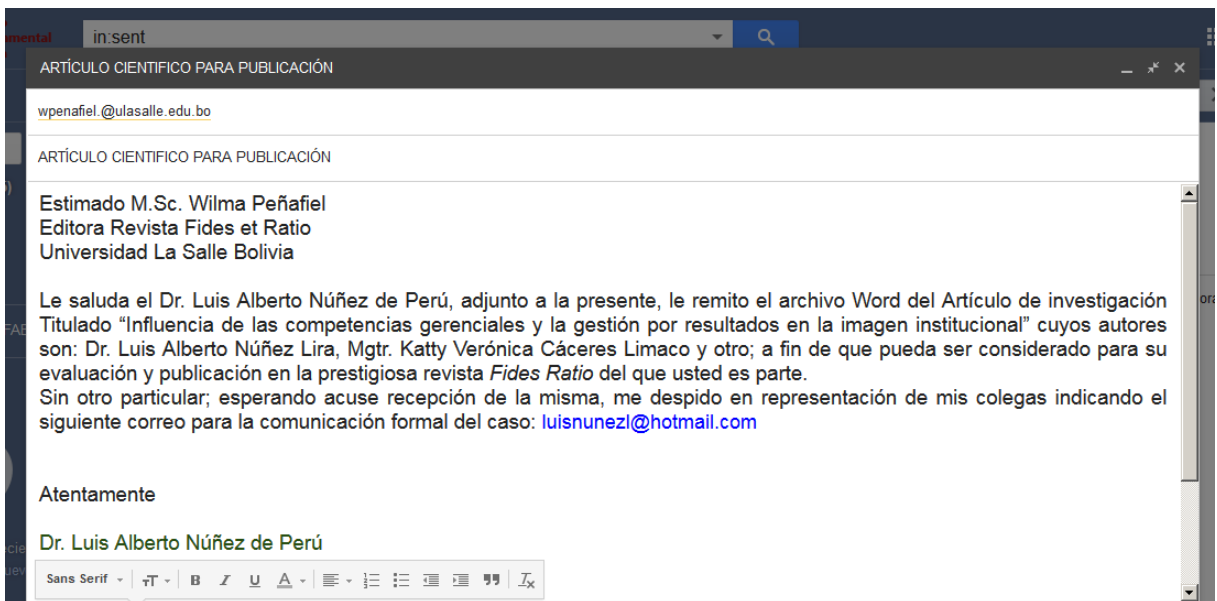 in:sent
ARTÍCULO CIENTIFICO PARA PUBLICACIÓN
wpenafiel.@ulasalle.edu.bo
ARTÍCULO CIENTIFICO PARA PUBLICACIÓN
Estimado M.Sc. Wilma Peñafiel
Editora Revista Fides et Ratio
Universidad La Salle Bolivia
Le saluda el Dr. Luis Alberto Núñez de Perú, adjunto a la presente, le remito el archivo Word del Artículo de investigación
Titulado “Influencia de las competencias gerenciales y la gestión por resultados en la imagen institucional” cuyos autores
son: Dr. Luis Alberto Núñez Lira, Mgtr. Katty Verónica Cáceres Limaco y otro; a fin de que pueda ser considerado para su
evaluación y publicación en la prestigiosa revista Fides Ratio del que usted es parte.
Sin otro particular; esperando acuse recepción de la misma, me despido en representación de mis colegas indicando el
siguiente correo para la comunicación formal del caso: luisnunezl@hotmail.com
Atentamente
Dr. Luis Alberto Núñez de Perú
Sans Serif